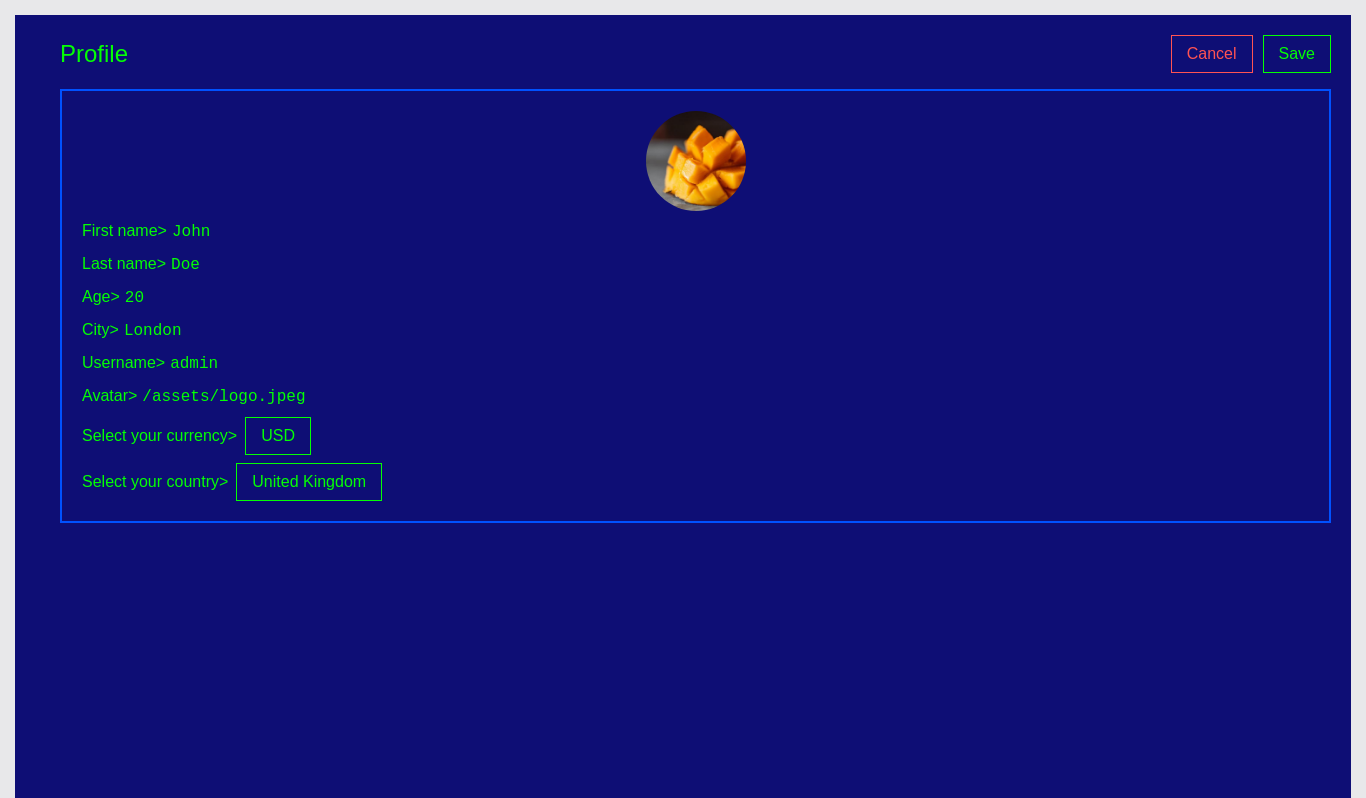 Profile
Cancel
Save
First name> John
Last name> Doe
Age> 20
City> London
Username> admin
Avatar> /assets/logo.jpeg
Select your currency> USD
Select your country> United Kingdom